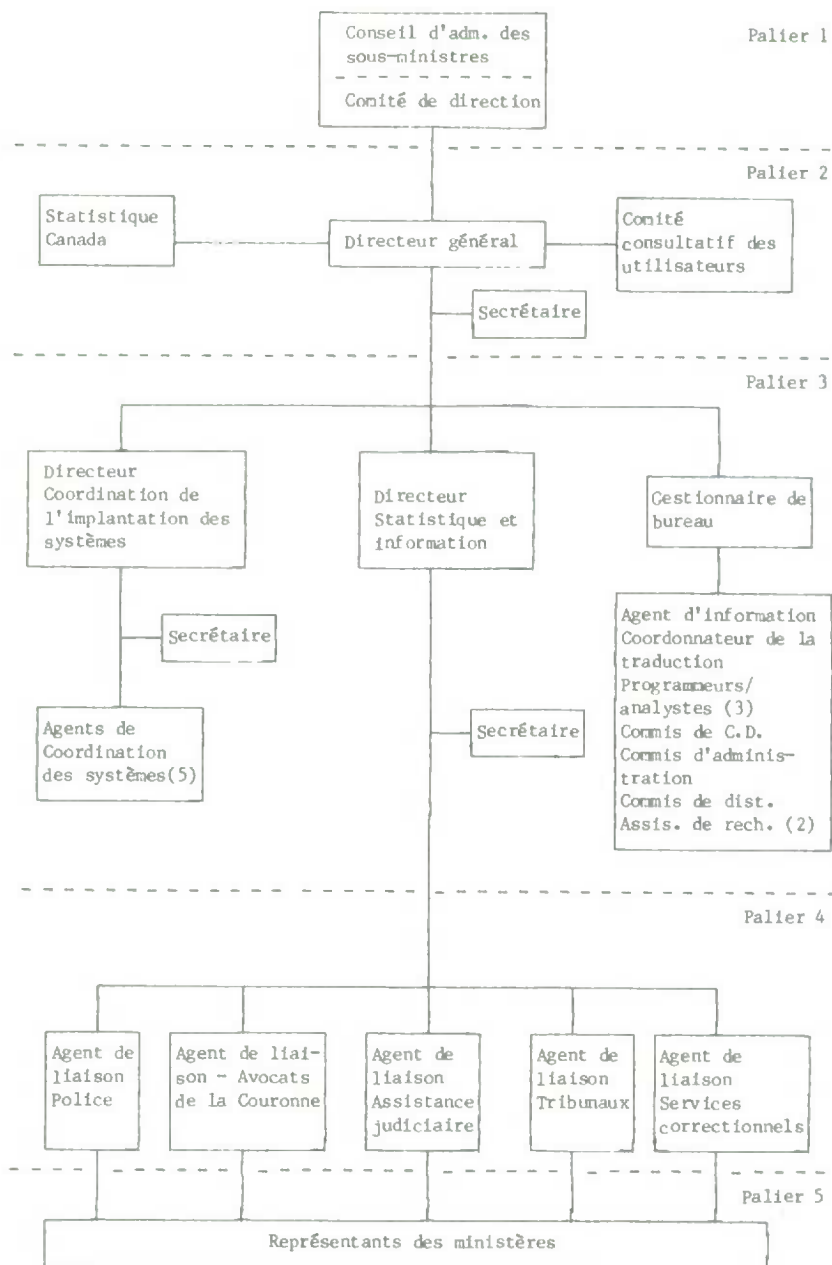 Conseil d'adm. des
sous-ministres
Comité de direction
Palier 1
Palier 2
Statistique
Canada
Directeur général
Comité
consultatif des
utilisateurs
Secrétaire
Palier 3
Directeur
Coordination de
l'implantation des
systèmes
Directeur
Statistique et
information
Gestionnaire de
bureau
Secrétaire
Agents de
Coordination
des systèmes(5)
Secrétaire
Agent d'information
Coordonnateur de la
traduction
Programmeurs/
analystes (3)
Commis de C.D.
Commis d'adminis-
tration
Commis de dist.
Assis. de rech. (2)
Palier 4
Agent de
liaison
Police
Agent de liai-
son - Avocats
de la Couronne
Agent de
liaison
Assistance
judiciaire
Agent de
liaison
Tribunaux
Agent de
liaison
Services
correctionnels
Palier 5
Représentants des ministères